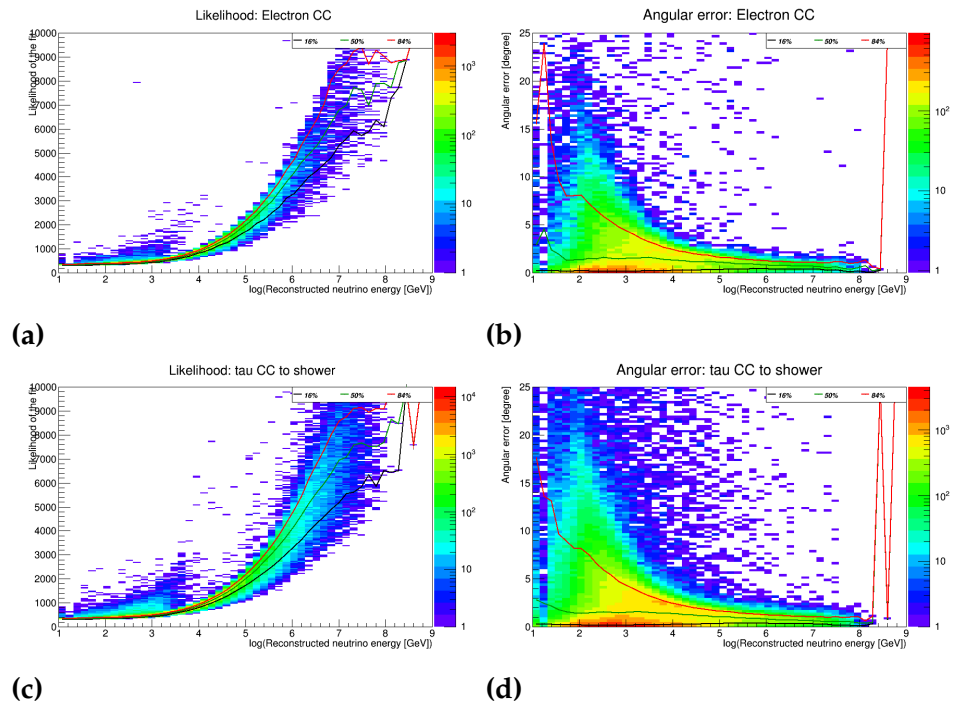 Likelihood: Electron CC
Likelihood of the fit
10000
9000
8000
7000
6000
5000
4000
3000
2000
1000
0
16% 50% 84%
10³
10²
10
1
1 2 3 4 5 6 7 8 9
log(Reconstructed neutrino energy [GeV])
(a)
Angular error: Electron CC
Angular error [degree]
25
20
15
10
5
0
16% 50% 84%
10²
10
1
1 2 3 4 5 6 7 8 9
log(Reconstructed neutrino energy [GeV])
(b)
Likelihood: tau CC to shower
Likelihood of the fit
10000
9000
8000
7000
6000
5000
4000
3000
2000
1000
0
16% 50% 84%
10⁴
10³
10²
10
1
1 2 3 4 5 6 7 8 9
log(Reconstructed neutrino energy [GeV])
(c)
Angular error: tau CC to shower
Angular error [degree]
25
20
15
10
5
0
16% 50% 84%
10³
10²
10
1
1 2 3 4 5 6 7 8 9
log(Reconstructed neutrino energy [GeV])
(d)